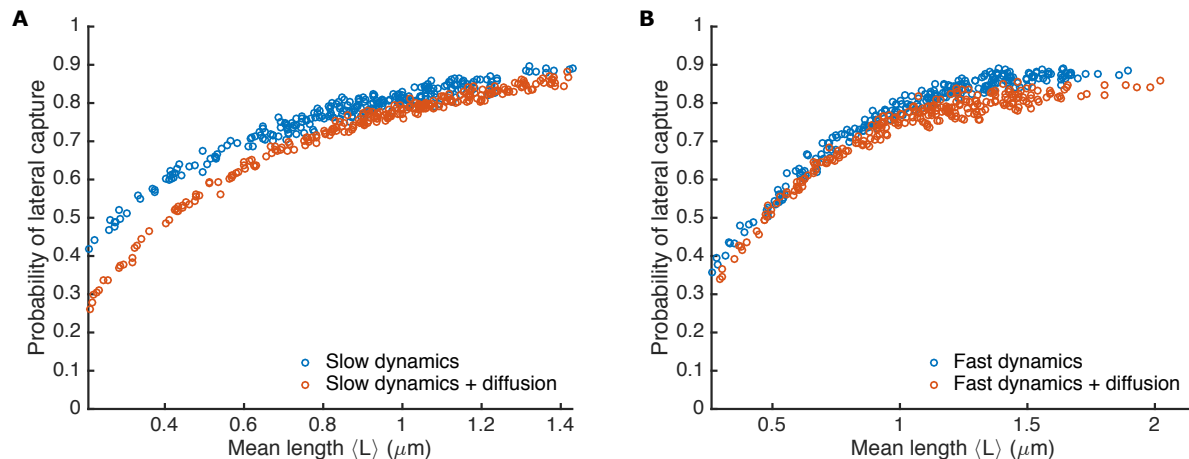 A
Probability of lateral capture
1
0.9
0.8
0.7
0.6
0.5
0.4
0.3
0.2
0.1
0
Slow dynamics
Slow dynamics + diffusion
0.4 0.6 0.8 1 1.2 1.4
Mean length ⟨L⟩ (μm)
B
Probability of lateral capture
1
0.9
0.8
0.7
0.6
0.5
0.4
0.3
0.2
0.1
0
Fast dynamics
Fast dynamics + diffusion
0.5 1 1.5 2
Mean length ⟨L⟩ (μm)